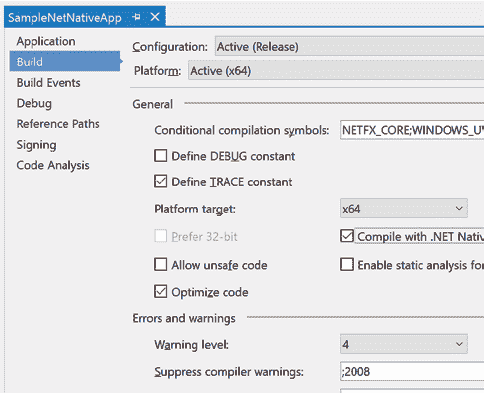 SampleNetNativeApp
Application
Build
Build Events
Debug
Reference Paths
Signing
Code Analysis
Configuration: Active (Release)
Platform: Active (x64)
General
Conditional compilation symbols: NETFX_CORE;WINDOWS_U
Define DEBUG constant
Define TRACE constant
Platform target: x64
Prefer 32-bit Compile with .NET Nativ
Allow unsafe code Enable static analysis for
Optimize code
Errors and warnings
Warning level: 4
Suppress compiler warnings: ;2008